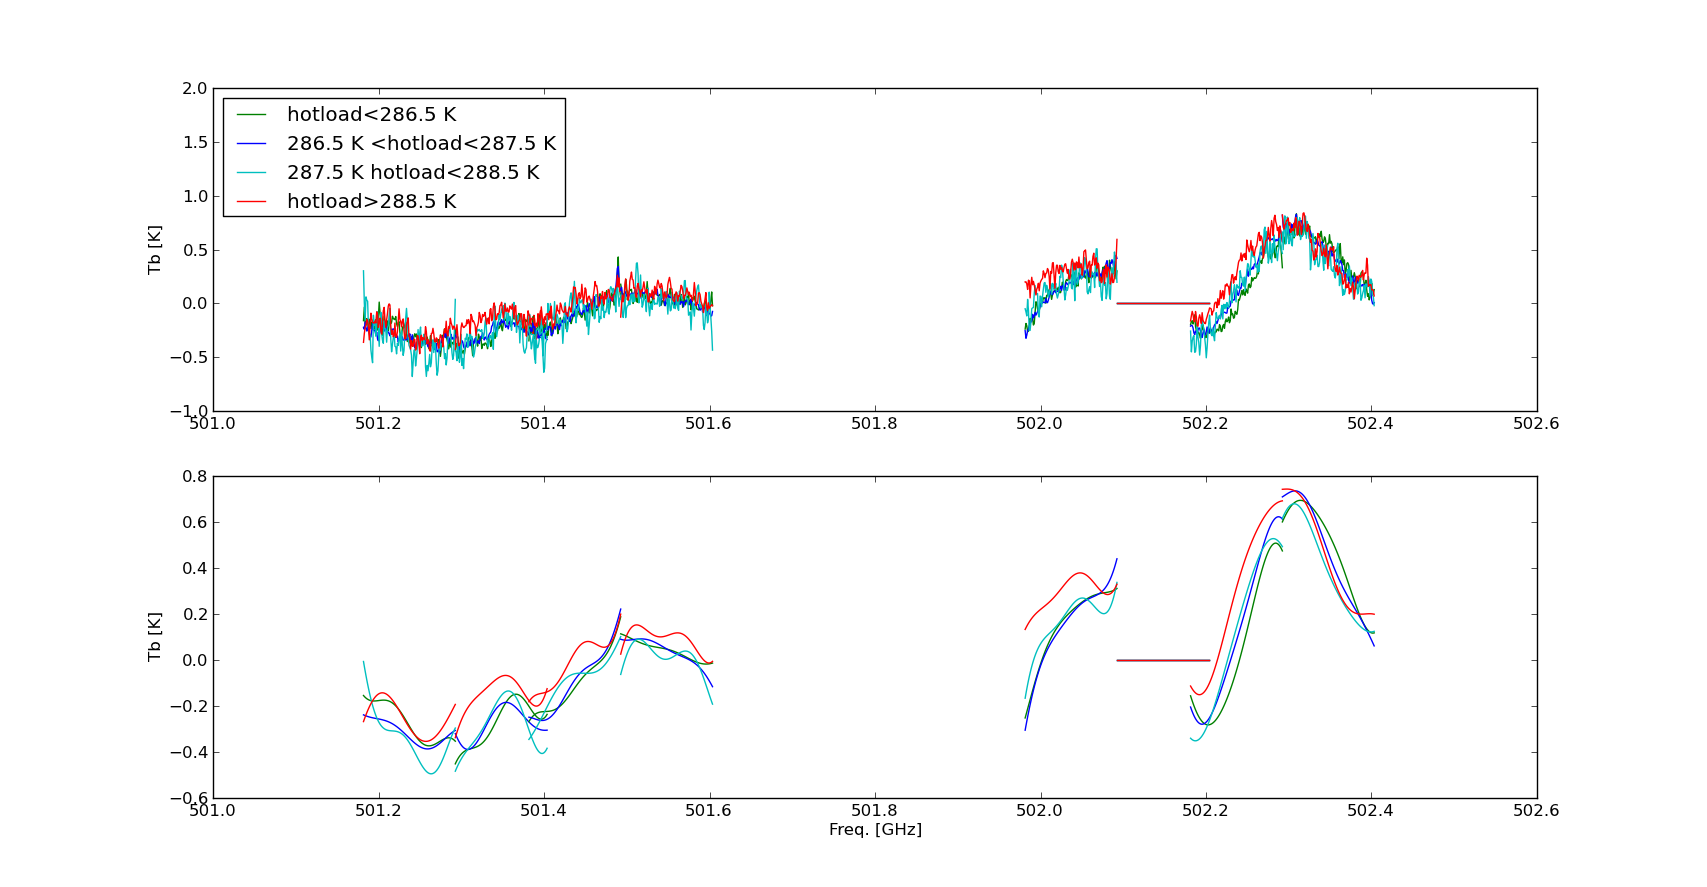 2.0
1.5
1.0
0.5
0.0
−0.5
−1.0
Tb [K]
hotload<286.5 K
286.5 K <hotload<287.5 K
287.5 K hotload<288.5 K
hotload>288.5 K
501.0 501.2 501.4 501.6 501.8 502.0 502.2 502.4 502.6
0.8
0.6
0.4
0.2
0.0
−0.2
−0.4
−0.6
Tb [K]
501.0 501.2 501.4 501.6 501.8 502.0 502.2 502.4 502.6
Freq. [GHz]